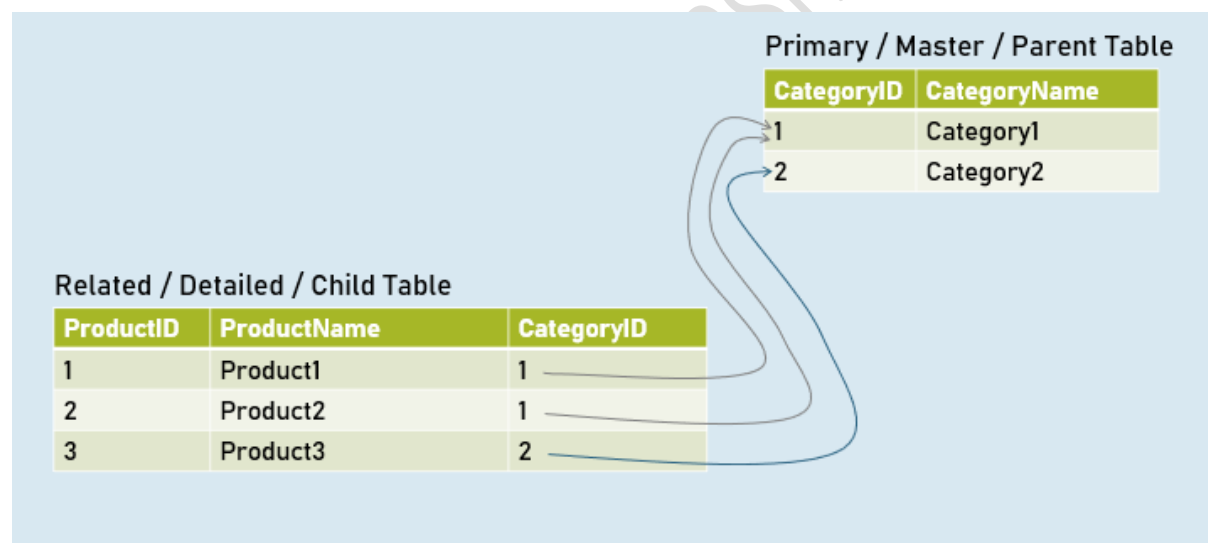 Primary / Master / Parent Table
CategoryID CategoryName
1 Category1
2 Category2
Related / Detailed / Child Table
ProductID ProductName CategoryID
1 Product1 1
2 Product2 1
3 Product3 2